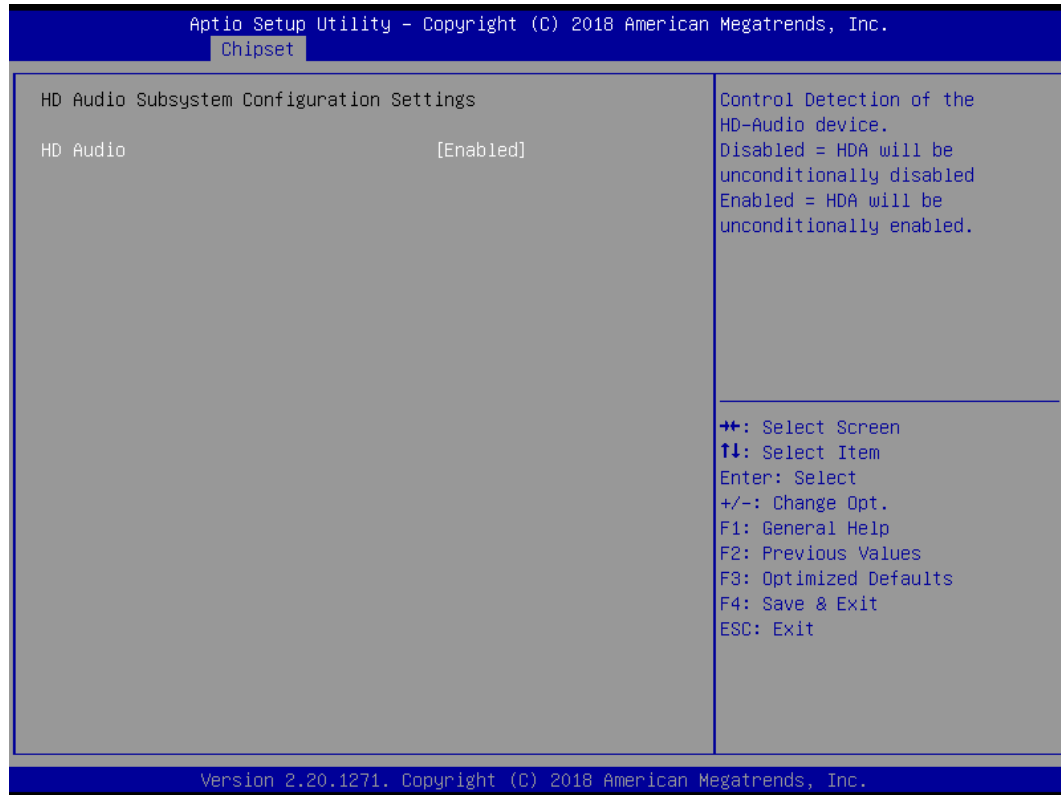 Aptio Setup Utility – Copyright (C) 2018 American Megatrends, Inc.
Chipset
HD Audio Subsystem Configuration Settings
HD Audio [Enabled]
Control Detection of the
HD-Audio device.
Disabled = HDA will be
unconditionally disabled
Enabled = HDA will be
unconditionally enabled.
→←: Select Screen
↑↓: Select Item
Enter: Select
+/-: Change Opt.
F1: General Help
F2: Previous Values
F3: Optimized Defaults
F4: Save & Exit
ESC: Exit
Version 2.20.1271. Copyright (C) 2018 American Megatrends, Inc.